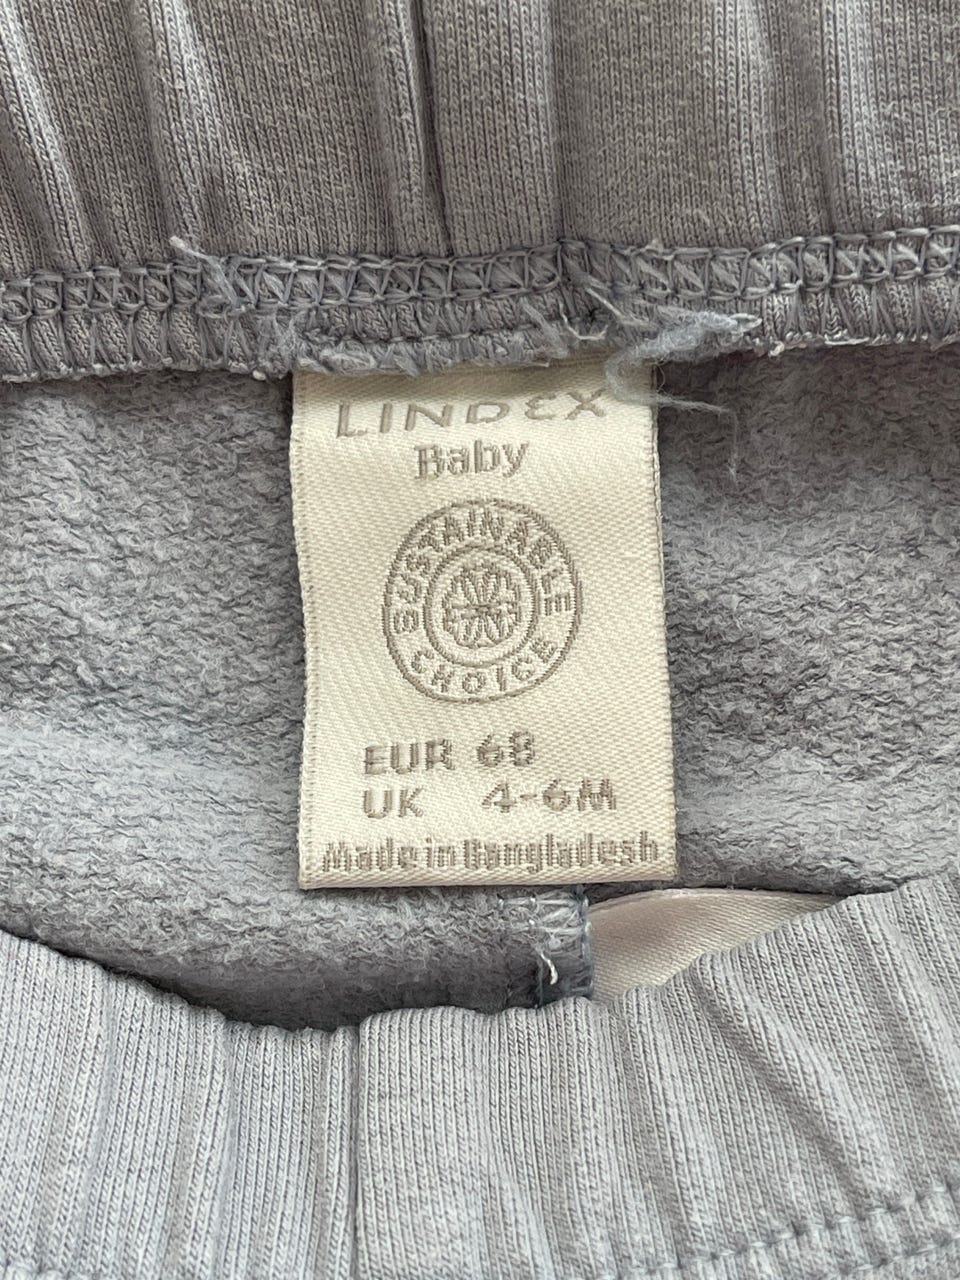 LINDEX
Baby
SUSTAINABLE
CHOICE
EUR 68
UK 4-6M
Made in Bangladesh